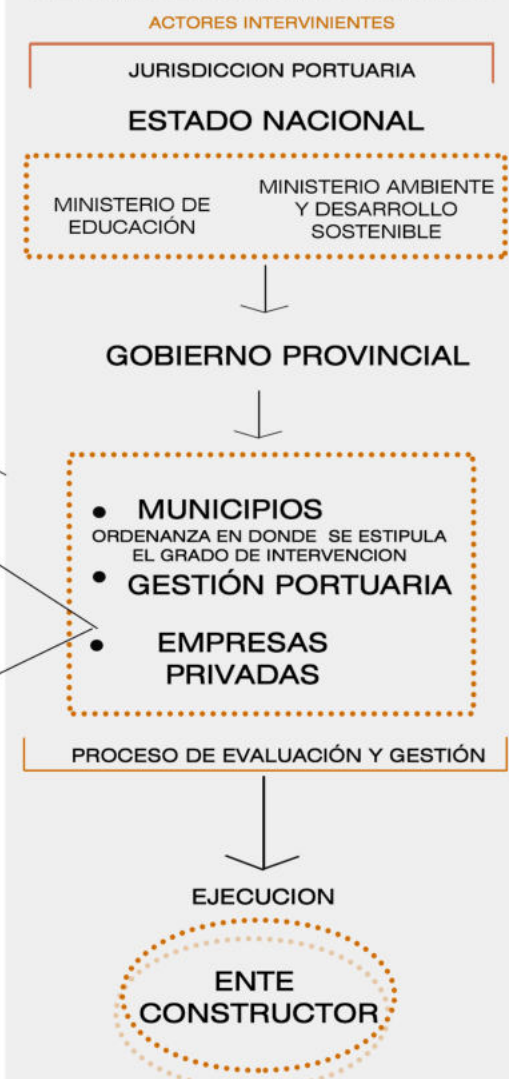 ACTORES INTERVINIENTES
JURISDICCION PORTUARIA
ESTADO NACIONAL
MINISTERIO DE
EDUCACIÓN
MINISTERIO AMBIENTE
Y DESARROLLO
SOSTENIBLE
GOBIERNO PROVINCIAL
• MUNICIPIOS
ORDENANZA EN DONDE SE ESTIPULA
EL GRADO DE INTERVENCION
• GESTIÓN PORTUARIA
• EMPRESAS
PRIVADAS
PROCESO DE EVALUACIÓN Y GESTIÓN
EJECUCION
ENTE
CONSTRUCTOR